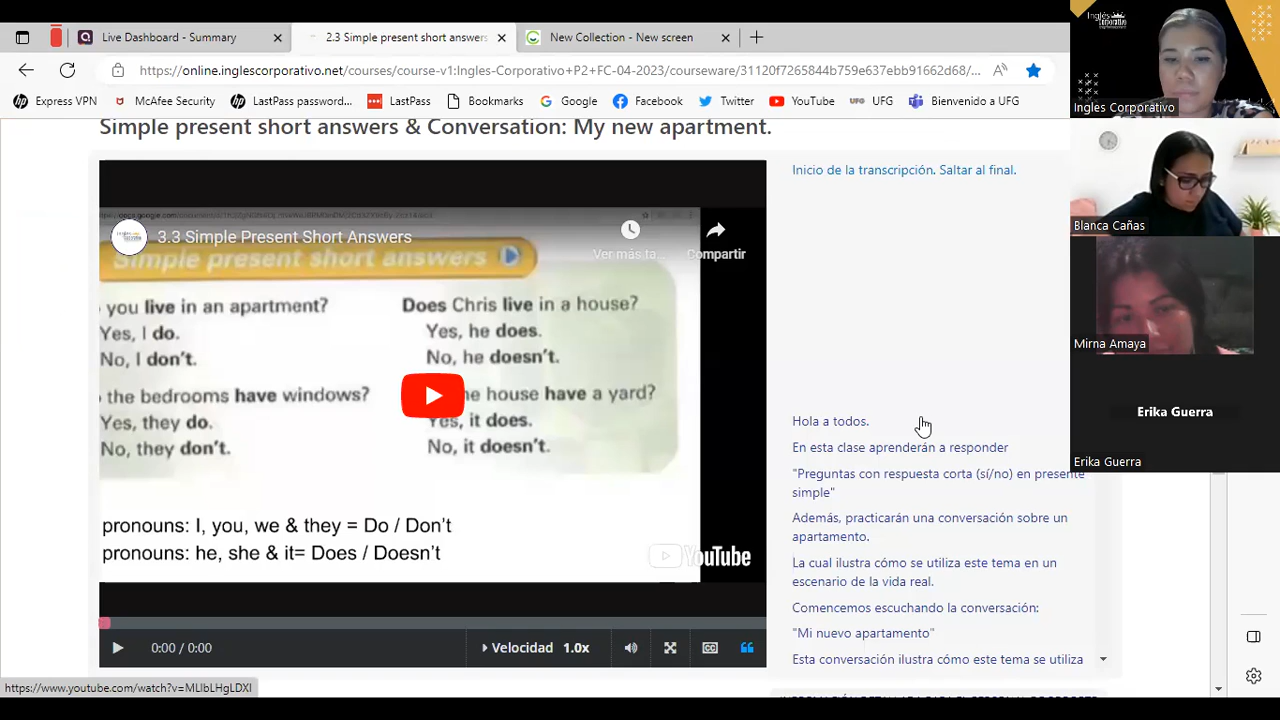 Live Dashboard - Summary
2.3 Simple present short answers
New Collection - New screen
https://online.inglescorporativo.net/courses/course-v1:Ingles-Corporativo+P2+FC-04-2023/courseware/31120f7265844b759e637ebb91662d68/...
Express VPN
McAfee Security
LastPass password...
LastPass
Bookmarks
Google
Facebook
Twitter
YouTube
UFG
Bienvenido a UFG
Simple present short answers & Conversation: My new apartment.
3.3 Simple Present Short Answers
Ver más ta...
Compartir
Simple present short answers
you live in an apartment?
Yes, I do.
No, I don't.
the bedrooms have windows?
Yes, they do.
No, they don't.
Does Chris live in a house?
Yes, he does.
No, he doesn't.
he house have a yard?
Yes, it does.
No, it doesn't.
pronouns: I, you, we & they = Do / Don't
pronouns: he, she & it= Does / Doesn't
YouTube
0:00 / 0:00
Velocidad 1.0x
Inicio de la transcripción. Saltar al final.
Hola a todos.
En esta clase aprenderán a responder
"Preguntas con respuesta corta (sí/no) en presente
simple"
Además, practicarán una conversación sobre un
apartamento.
La cual ilustra cómo se utiliza este tema en un
escenario de la vida real.
Comencemos escuchando la conversación:
"Mi nuevo apartamento"
Esta conversación ilustra cómo este tema se utiliza
https://www.youtube.com/watch?v=MLlbLHgLDXI
Inglés
Corporativo
Ingles Corporativo
Blanca Cañas
Mirna Amaya
Erika Guerra
Erika Guerra